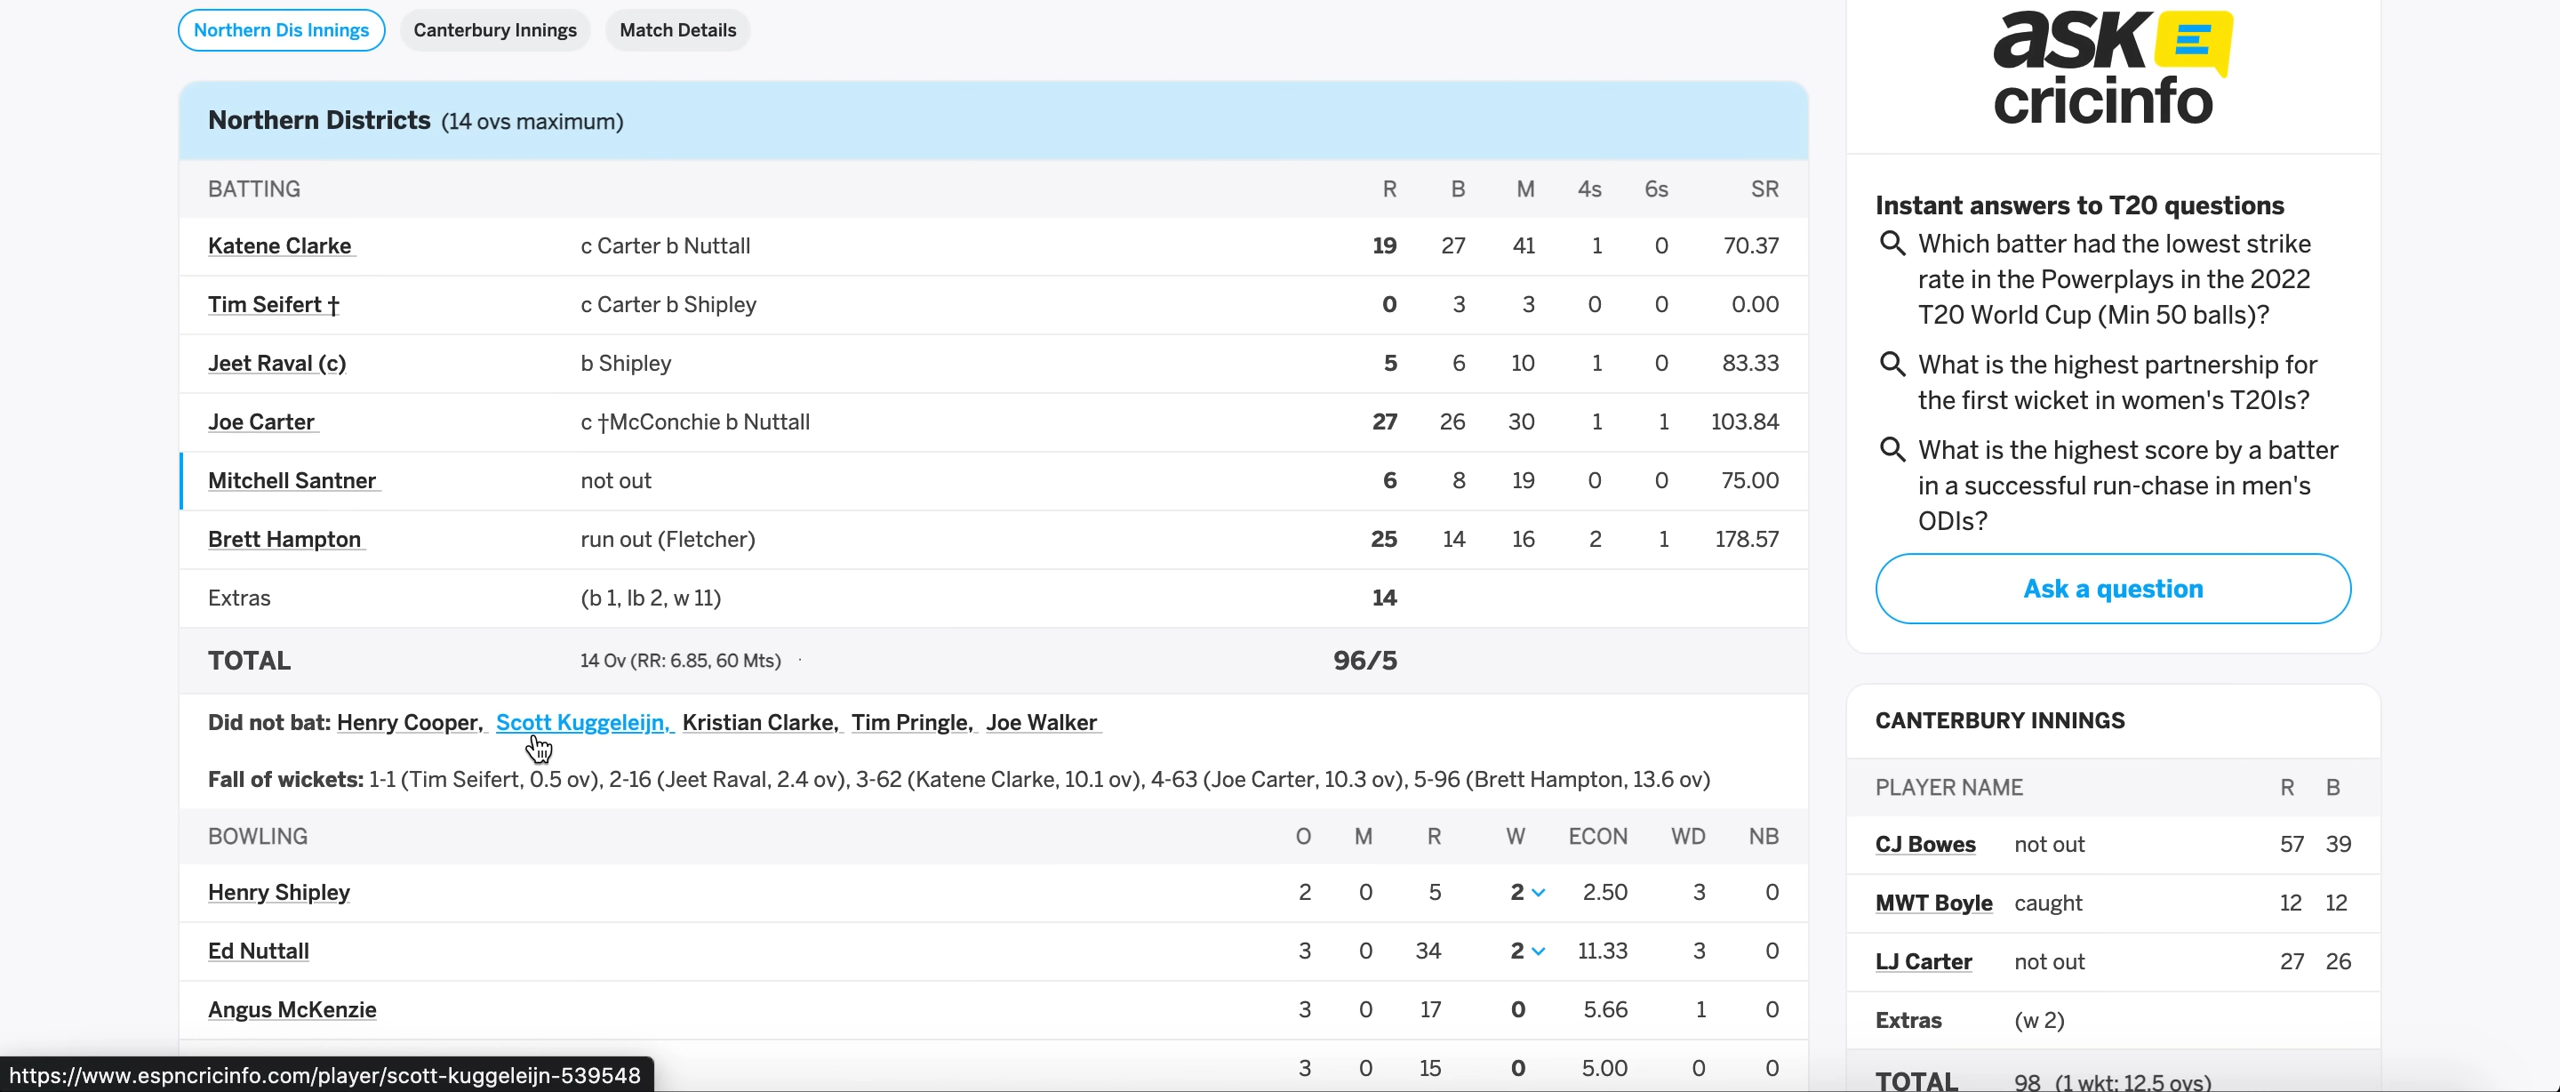 Northern Dis Innings Canterbury Innings Match Details
Northern Districts (14 ovs maximum)
BATTING R B M 4s 6s SR
Katene Clarke c Carter b Nuttall 19 27 41 1 0 70.37
Tim Seifert † c Carter b Shipley 0 3 3 0 0 0.00
Jeet Raval (c) b Shipley 5 6 10 1 0 83.33
Joe Carter c †McConchie b Nuttall 27 26 30 1 1 103.84
Mitchell Santner not out 6 8 19 0 0 75.00
Brett Hampton run out (Fletcher) 25 14 16 2 1 178.57
Extras (b 1, lb 2, w 11) 14
TOTAL 14 Ov (RR: 6.85, 60 Mts) 96/5
Did not bat: Henry Cooper, Scott Kuggeleijn, Kristian Clarke, Tim Pringle, Joe Walker
Fall of wickets: 1-1 (Tim Seifert, 0.5 ov), 2-16 (Jeet Raval, 2.4 ov), 3-62 (Katene Clarke, 10.1 ov), 4-63 (Joe Carter, 10.3 ov), 5-96 (Brett Hampton, 13.6 ov)
BOWLING O M R W ECON WD NB
Henry Shipley 2 0 5 2 2.50 3 0
Ed Nuttall 3 0 34 2 11.33 3 0
Angus McKenzie 3 0 17 0 5.66 1 0
3 0 15 0 5.00 0 0
https://www.espncricinfo.com/player/scott-kuggeleijn-539548
ask E
cricinfo
Instant answers to T20 questions
Which batter had the lowest strike
rate in the Powerplays in the 2022
T20 World Cup (Min 50 balls)?
What is the highest partnership for
the first wicket in women's T20Is?
What is the highest score by a batter
in a successful run-chase in men's
ODIs?
Ask a question
CANTERBURY INNINGS
PLAYER NAME R B
CJ Bowes not out 57 39
MWT Boyle caught 12 12
LJ Carter not out 27 26
Extras (w 2)
TOTAL 98 (1 wkt; 12.5 ovs)